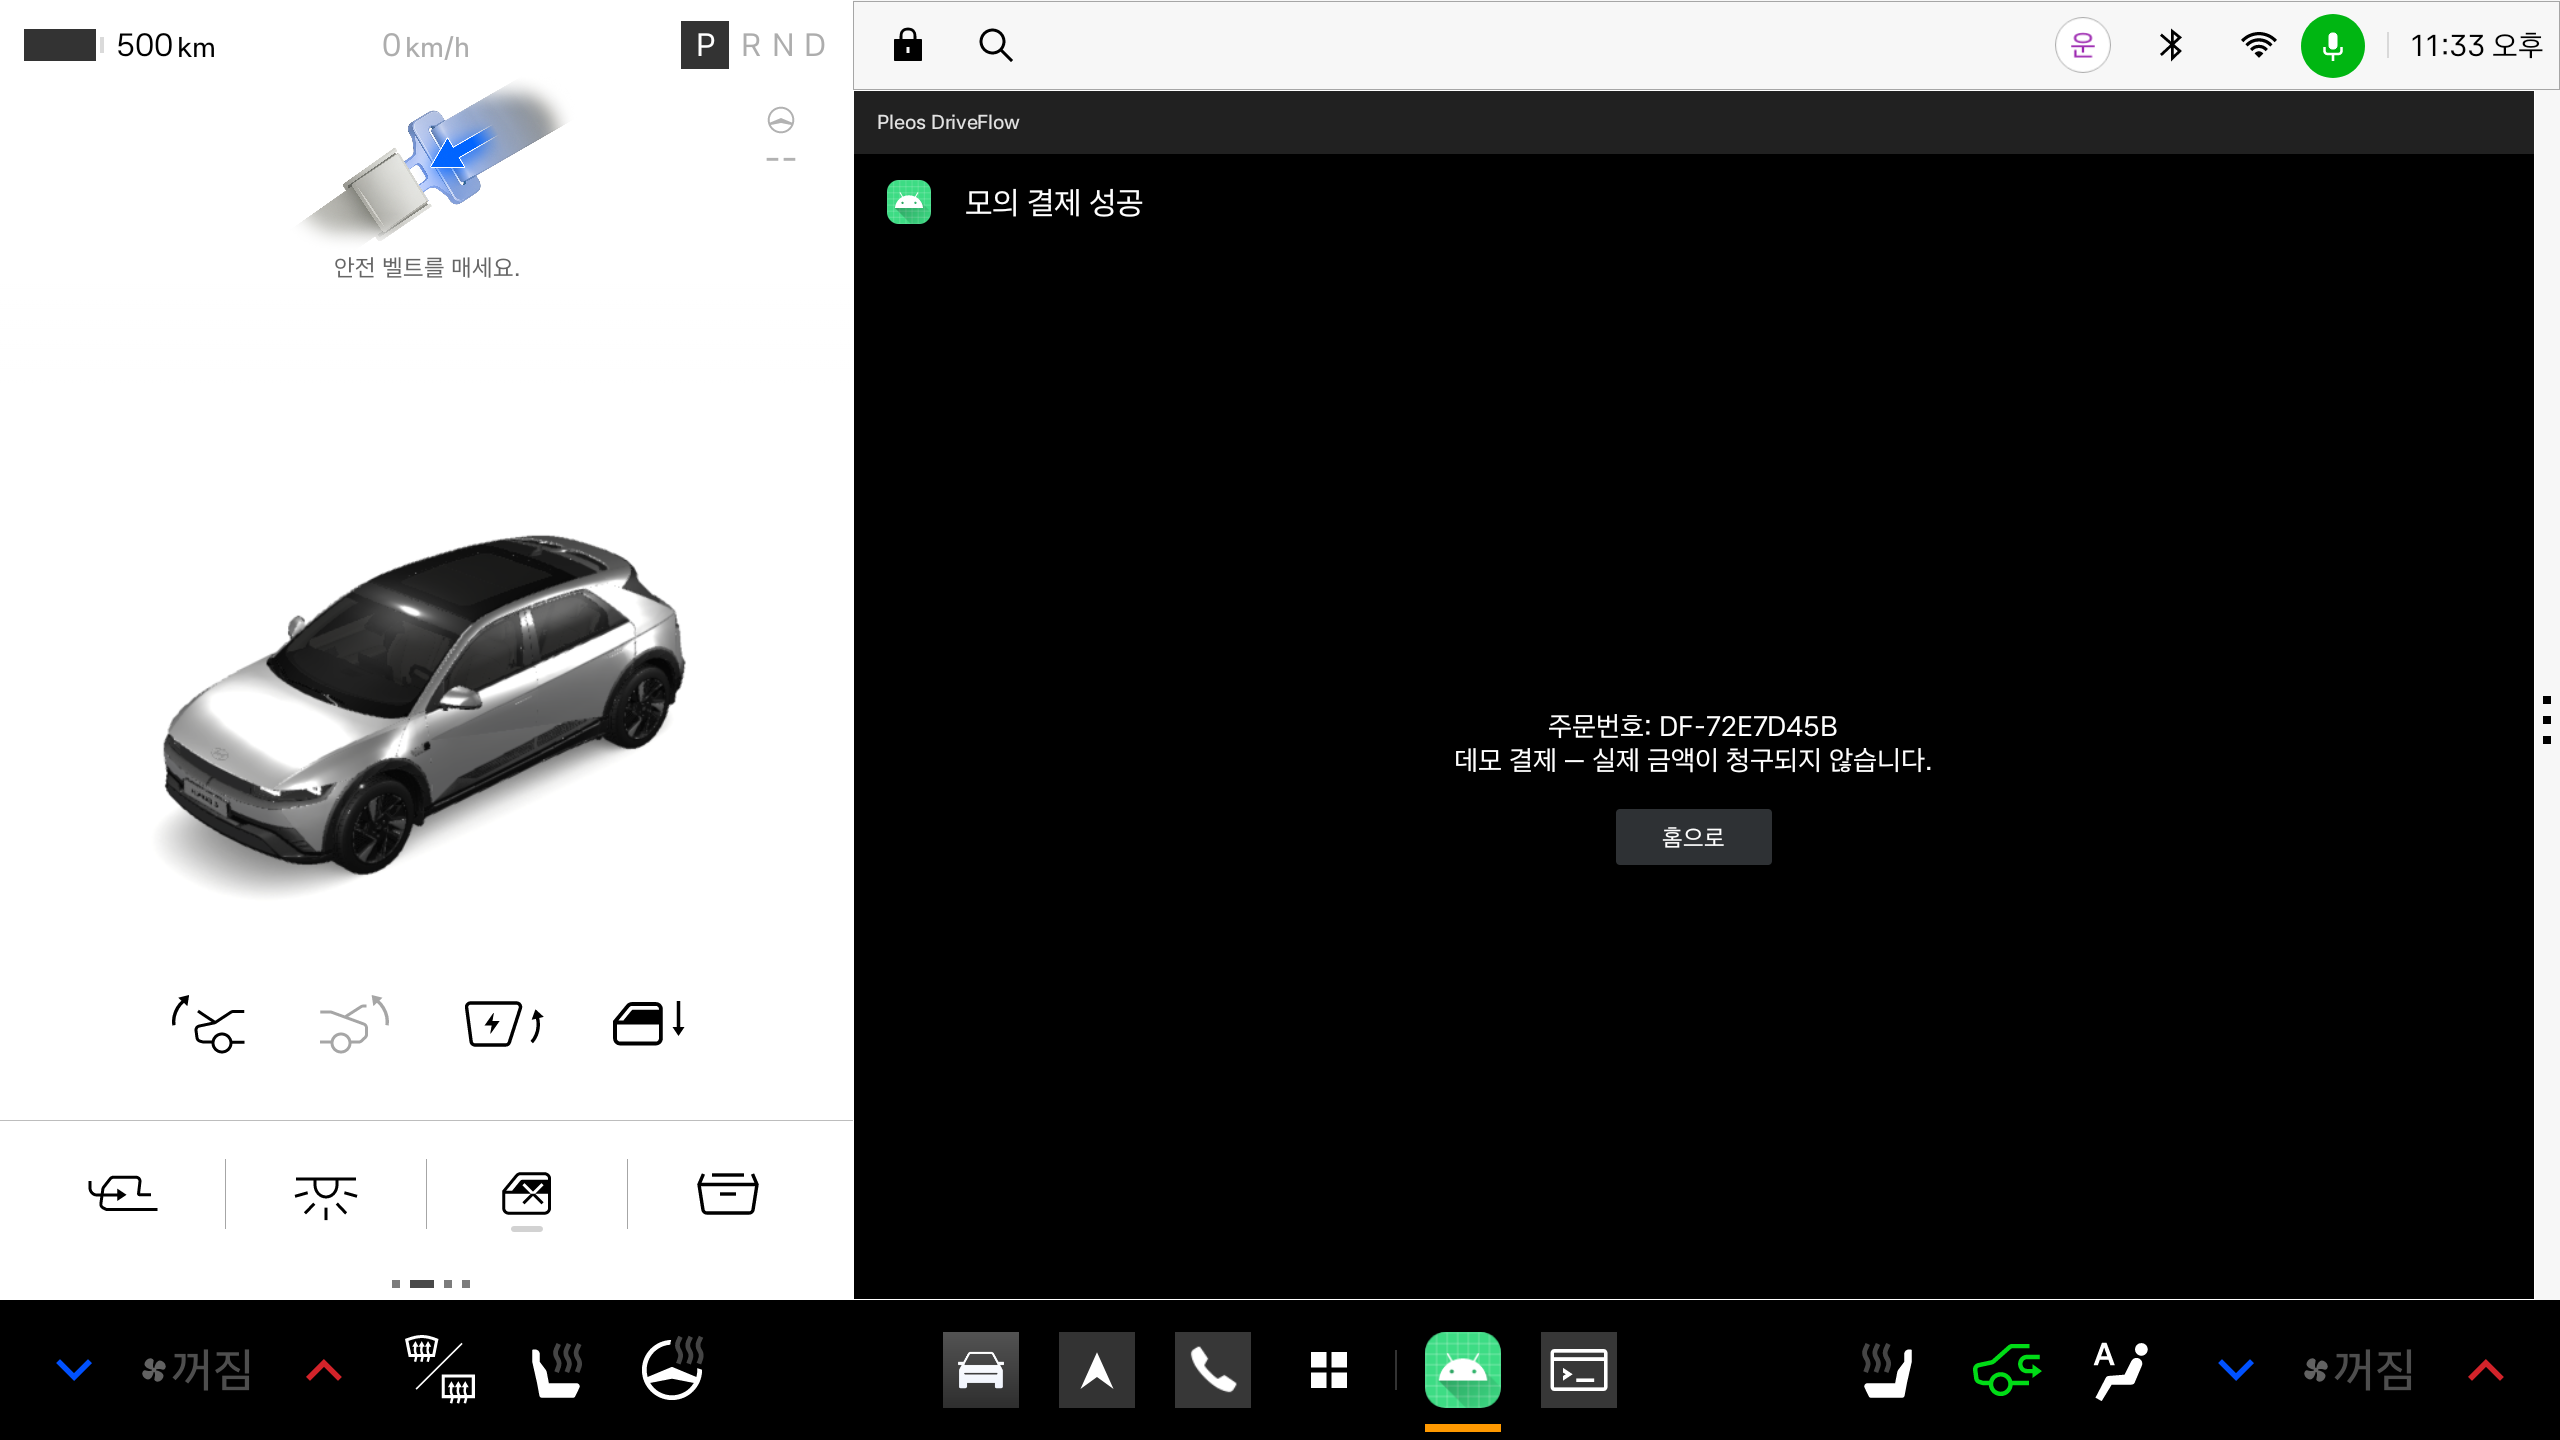 500 km
0 km/h
P R N D
운
11:33 오후
안전 벨트를 매세요.
Pleos DriveFlow
모의 결제 성공
주문번호: DF-72E7D45B
데모 결제 — 실제 금액이 청구되지 않습니다.
홈으로
꺼짐
A
꺼짐